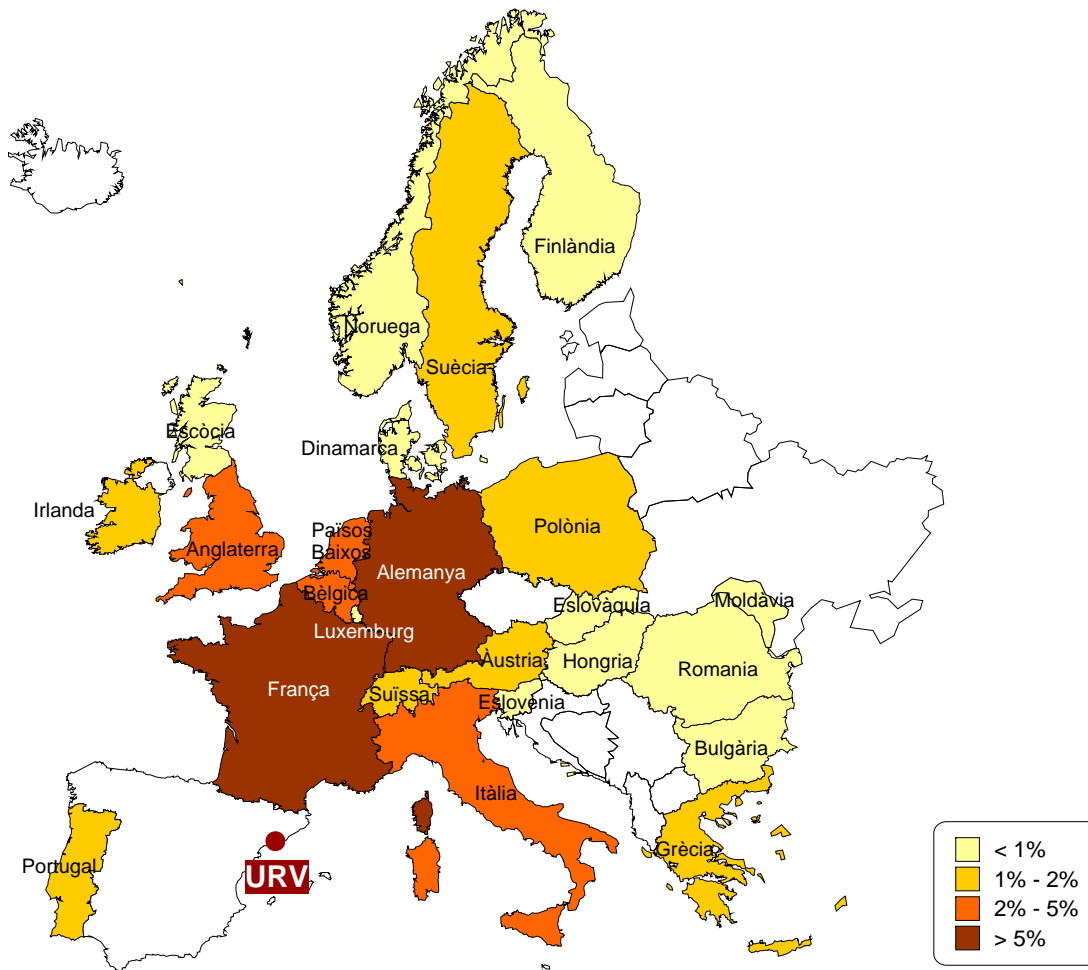 Finlàndia
Noruega
Suècia
Escòcia
Dinamarca
Irlanda
Anglaterra
Països
Baixos
Polònia
Alemanya
Bèlgica
Eslovàquia
Moldàvia
Luxemburg
Àustria
Hongria
Romania
França
Suïssa
Eslovènia
Bulgària
Itàlia
Grècia
Portugal
URV
< 1%
1% - 2%
2% - 5%
> 5%